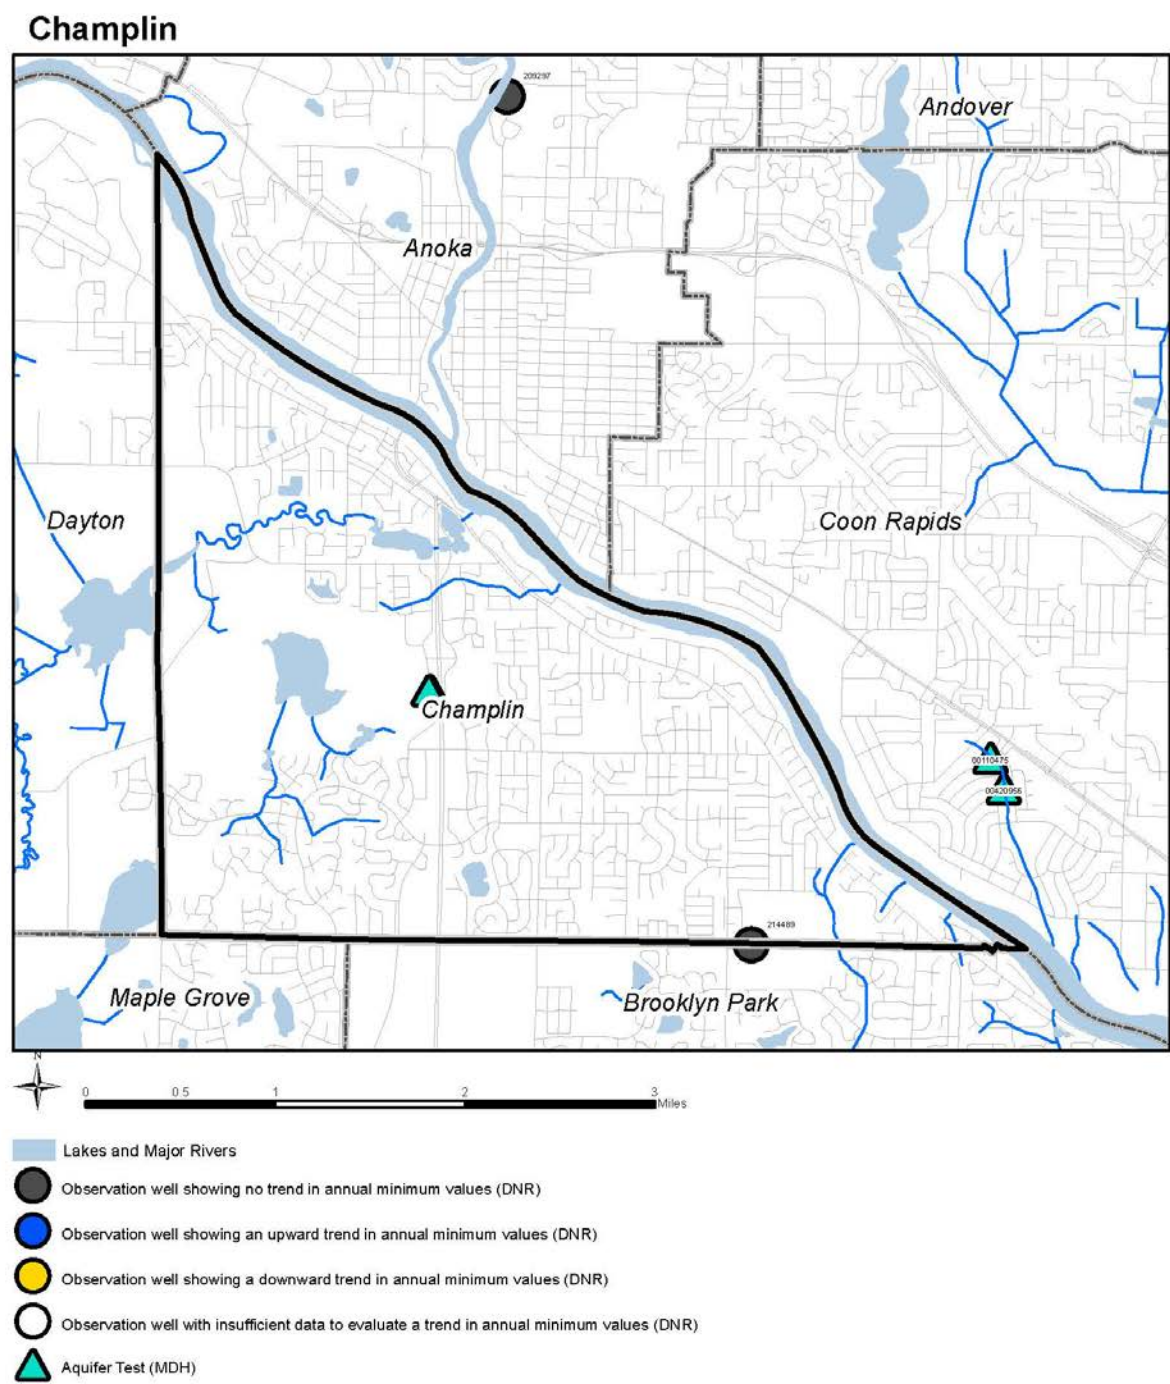 Champlin
209297
Andover
Anoka
Dayton
Coon Rapids
Champlin
00110475
00420956
214489
Maple Grove
Brooklyn Park
N
0 0.5 1 2 3
Miles
Lakes and Major Rivers
Observation well showing no trend in annual minimum values (DNR)
Observation well showing an upward trend in annual minimum values (DNR)
Observation well showing a downward trend in annual minimum values (DNR)
Observation well with insufficient data to evaluate a trend in annual minimum values (DNR)
Aquifer Test (MDH)